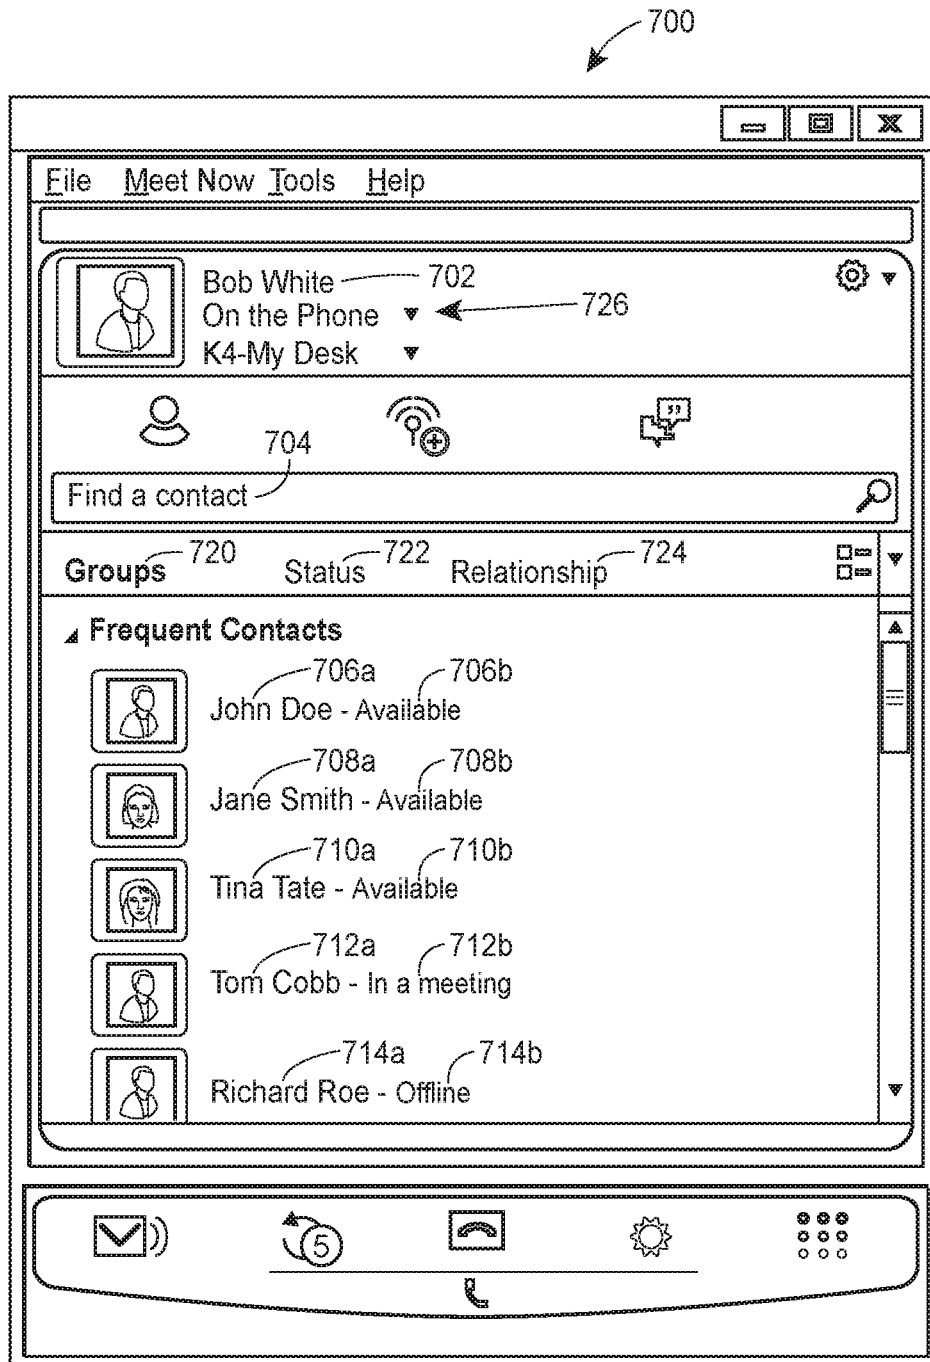 700
File Meet Now Tools Help
Bob White 702
On the Phone 726
K4-My Desk
704
Find a contact
Groups 720 Status 722 Relationship 724
Frequent Contacts
706a 706b
John Doe - Available
708a 708b
Jane Smith - Available
710a 710b
Tina Tate - Available
712a 712b
Tom Cobb - In a meeting
714a 714b
Richard Roe - Offline
5